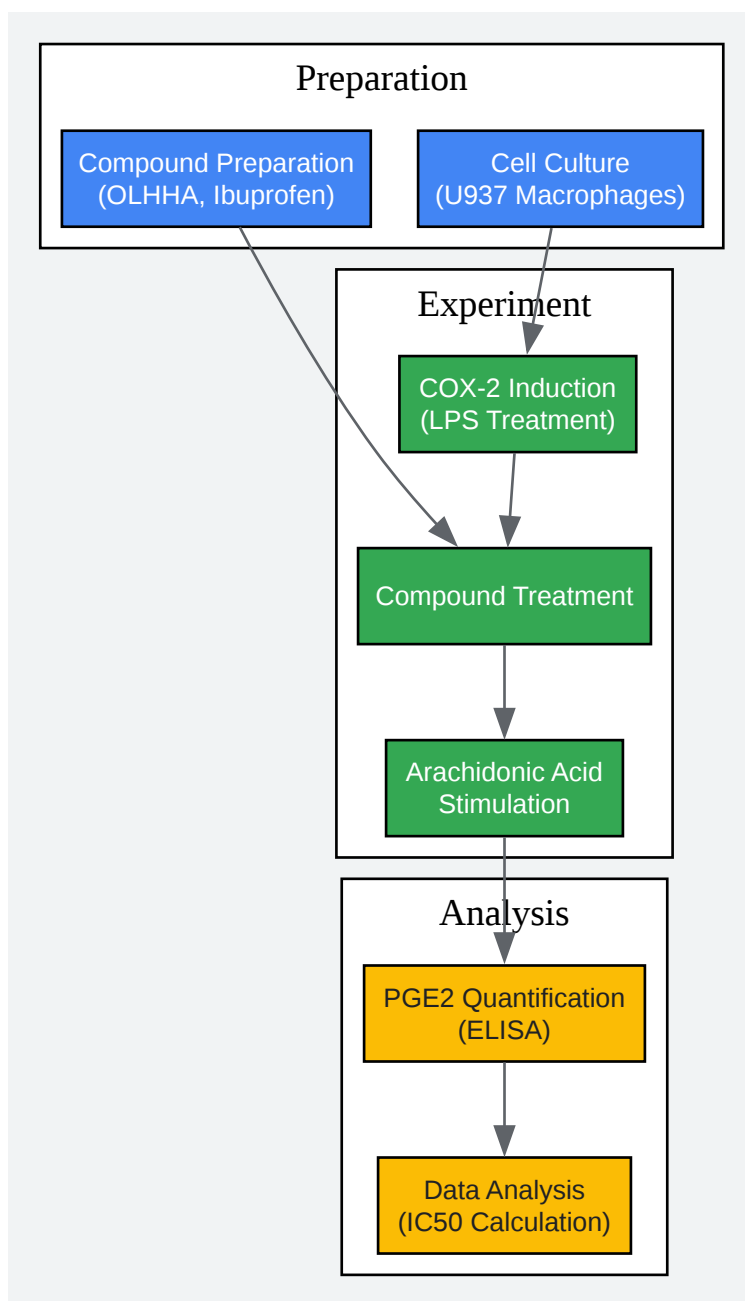 Preparation
Compound Preparation
(OLHHA, Ibuprofen)
Cell Culture
(U937 Macrophages)
Experiment
COX-2 Induction
(LPS Treatment)
Compound Treatment
Arachidonic Acid
Stimulation
Analysis
PGE2 Quantification
(ELISA)
Data Analysis
(IC50 Calculation)